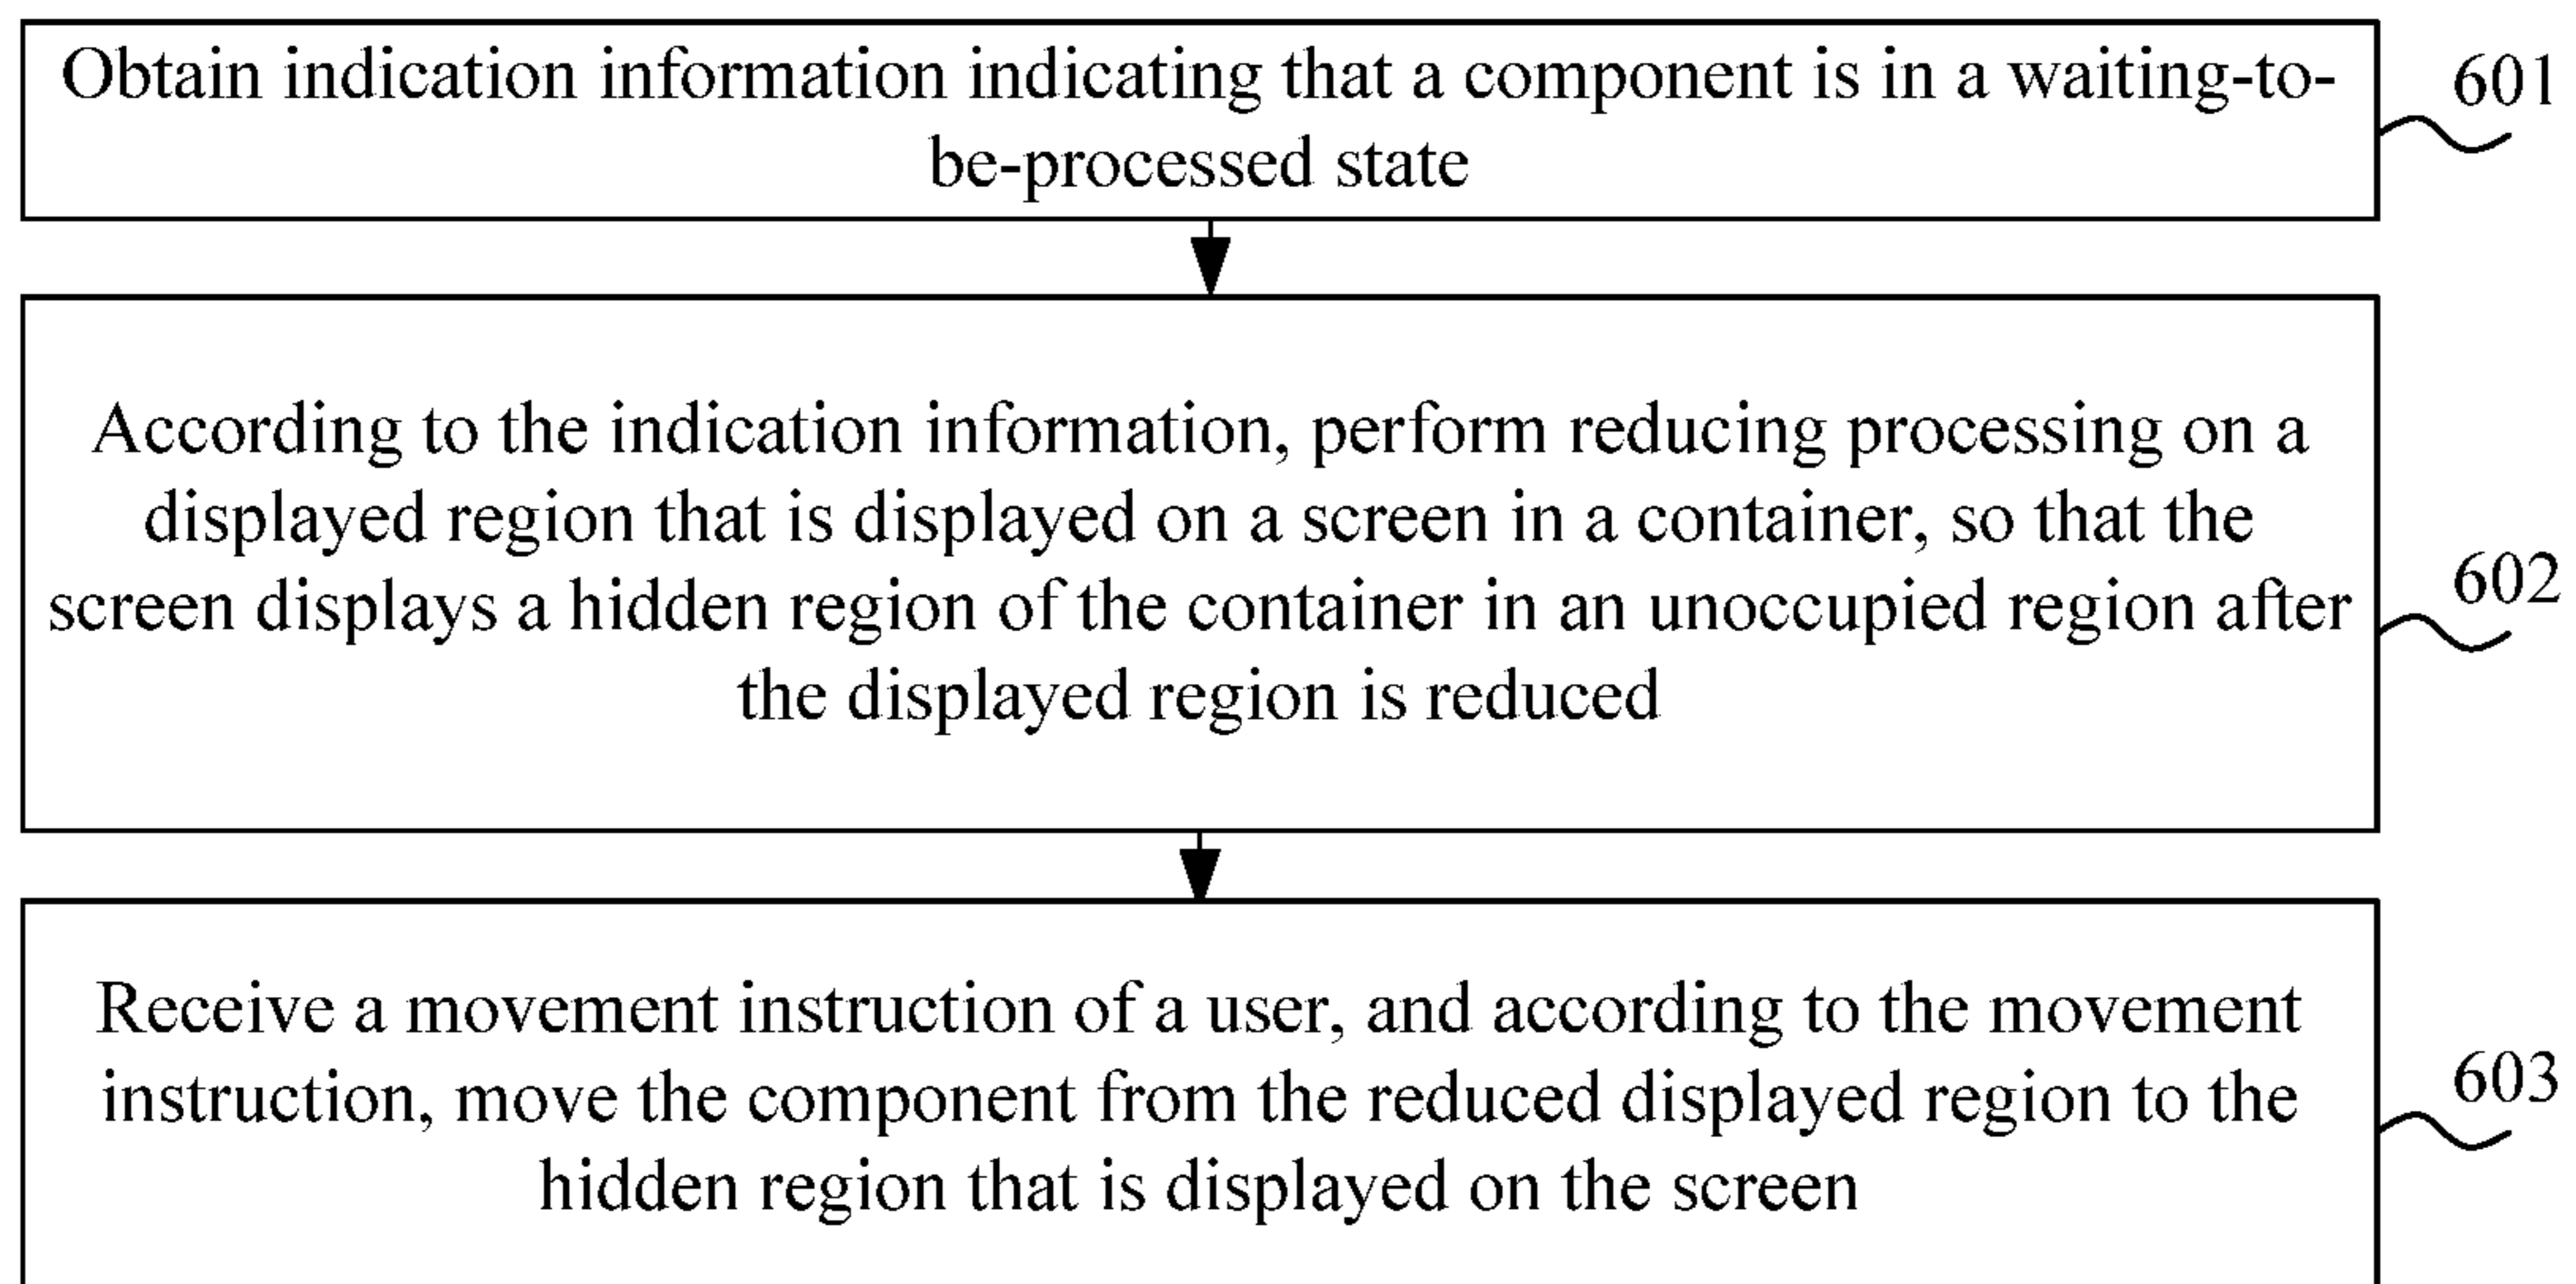 Obtain indication information indicating that a component is in a waiting-to-
be-processed state
601
According to the indication information, perform reducing processing on a
displayed region that is displayed on a screen in a container, so that the
screen displays a hidden region of the container in an unoccupied region after
the displayed region is reduced
602
Receive a movement instruction of a user, and according to the movement
instruction, move the component from the reduced displayed region to the
hidden region that is displayed on the screen
603